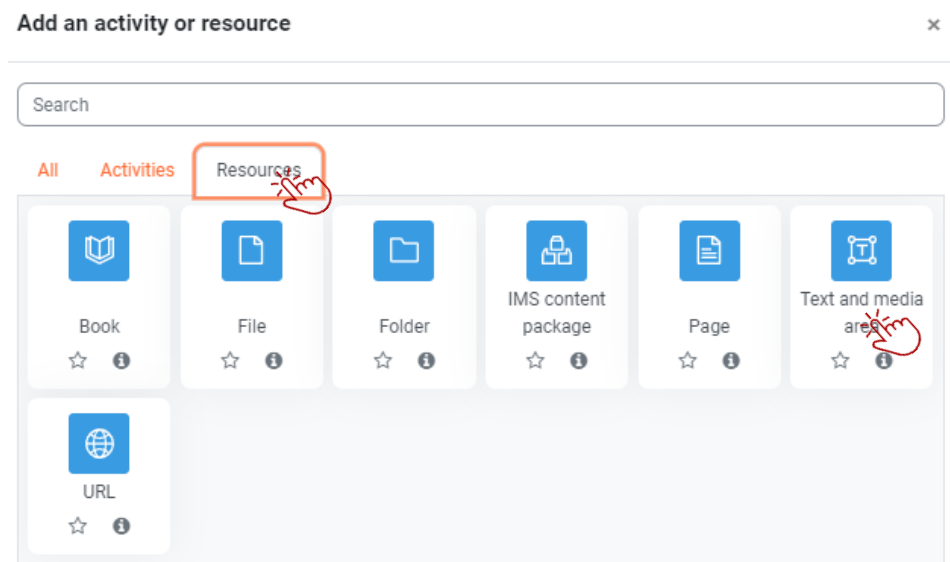 Add an activity or resource
×
Search
All Activities Resources
Book
File
Folder
IMS content
package
Page
Text and media
area
URL